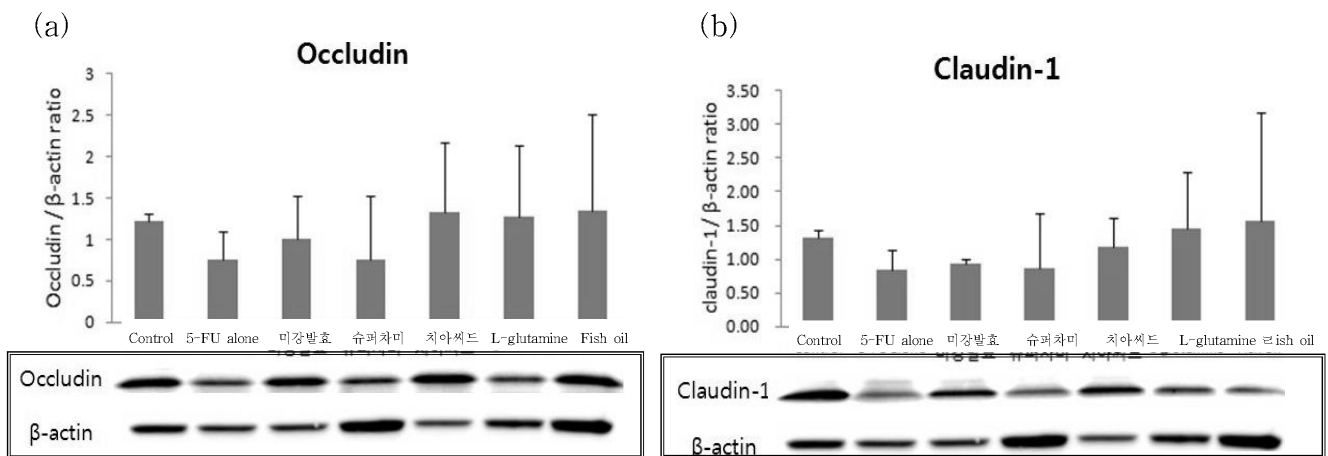 (a)
Occludin
Occludin / β-actin ratio
3
2.5
2
1.5
1
0.5
0
Control 5-FU alone 미강발효 슈퍼차미 치아씨드 L-glutamine Fish oil
Occludin
β-actin
(b)
Claudin-1
claudin-1/ β-actin ratio
3.50
3.00
2.50
2.00
1.50
1.00
0.50
0.00
Control 5-FU alone 미강발효 슈퍼차미 치아씨드 L-glutamine ㄹish oil
Claudin-1
β-actin